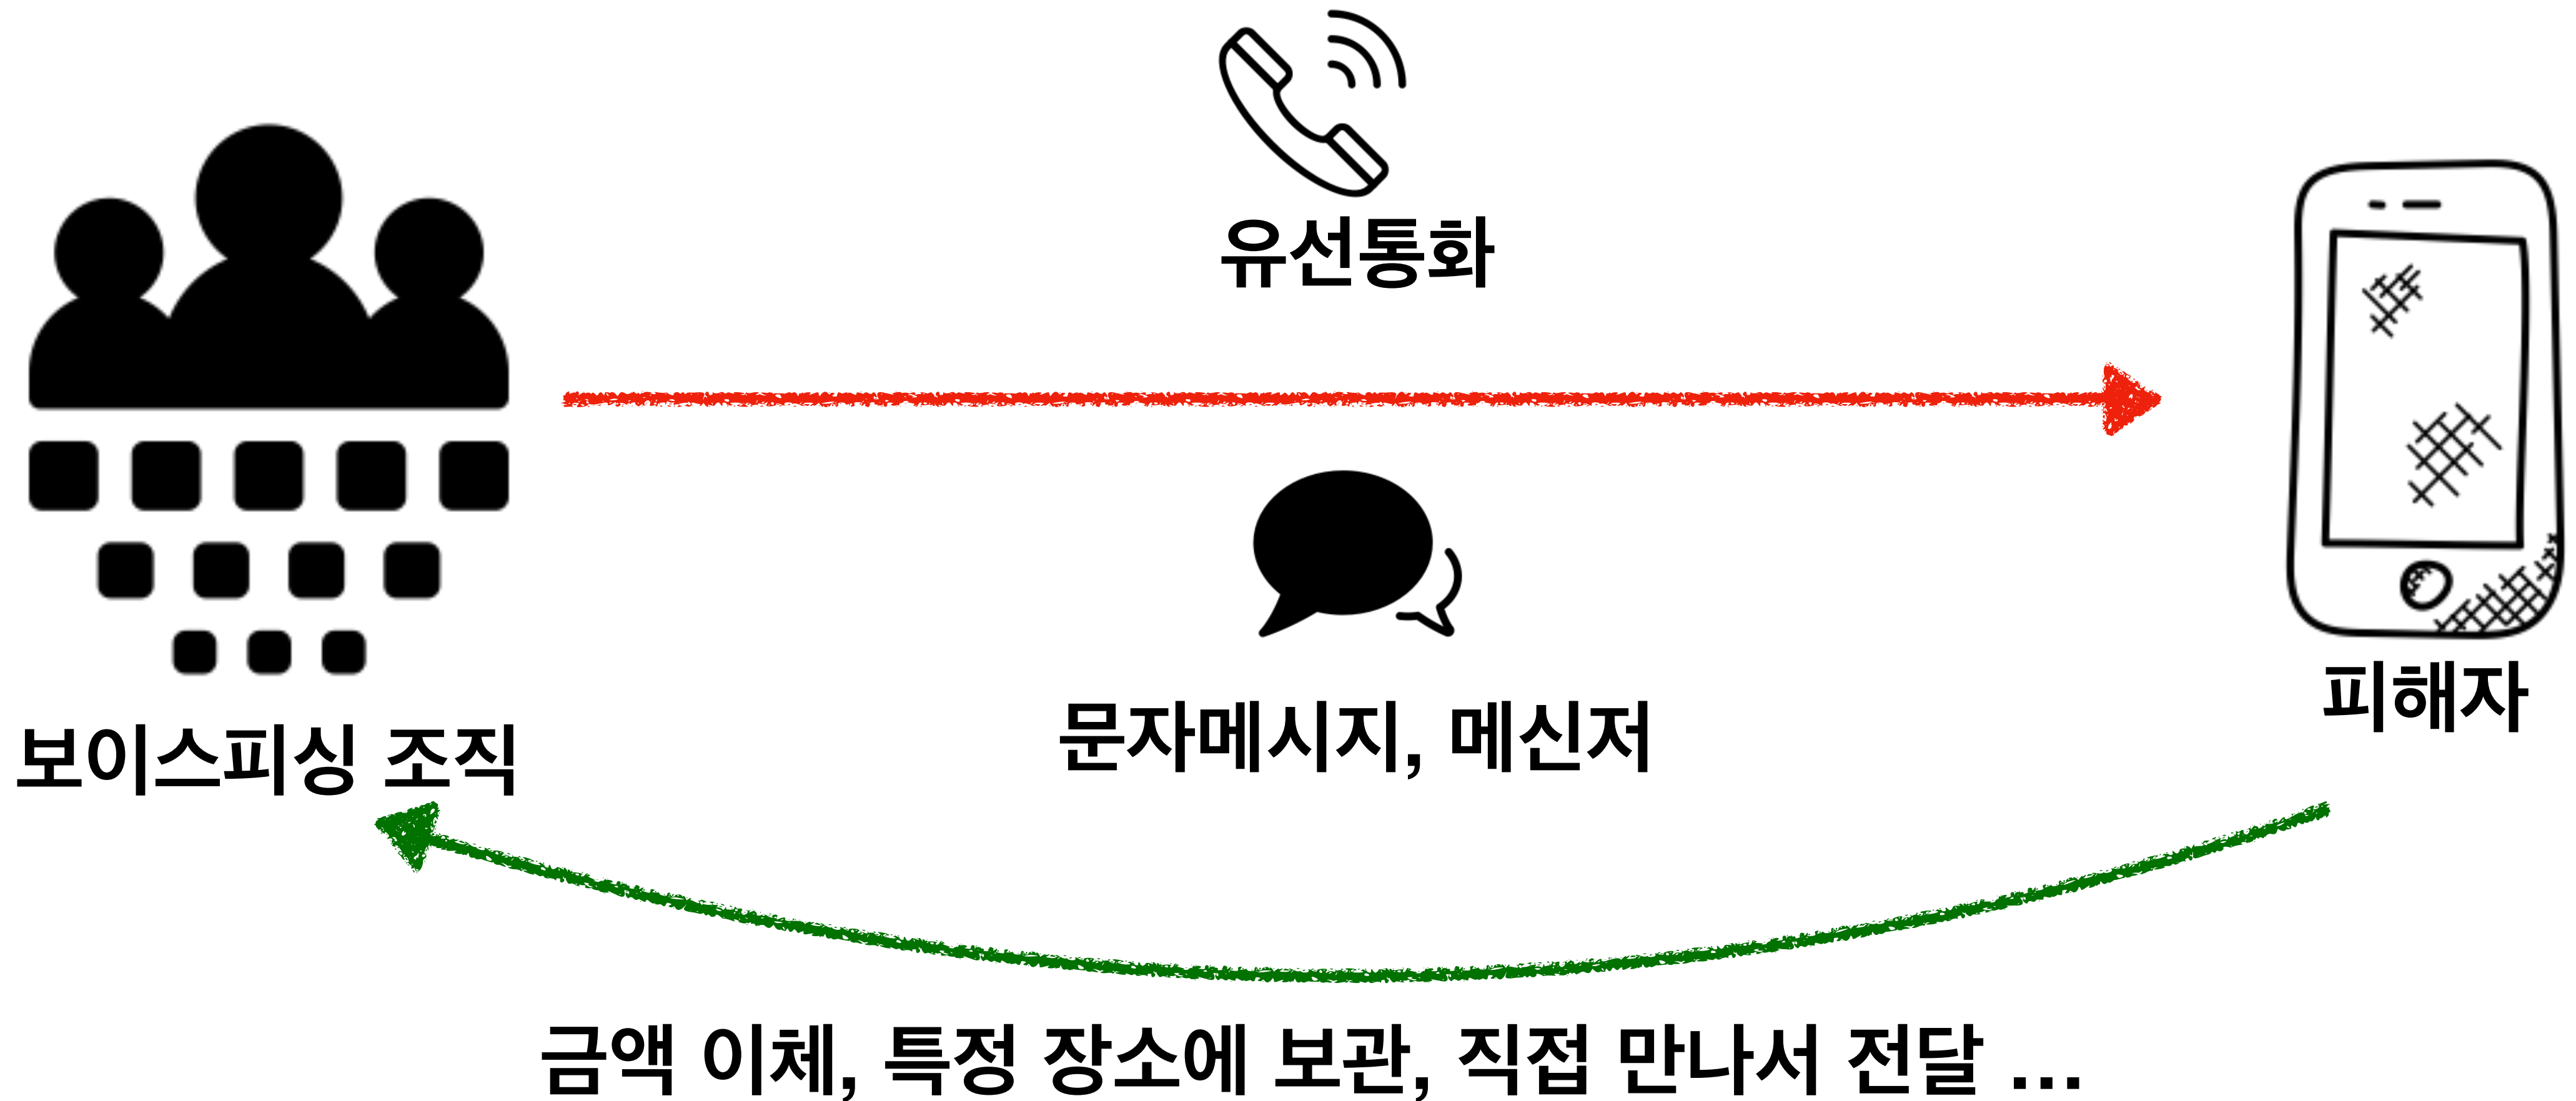 유선통화
문자메시지, 메신저
피해자
보이스피싱 조직
금액 이체, 특정 장소에 보관, 직접 만나서 전달 ...